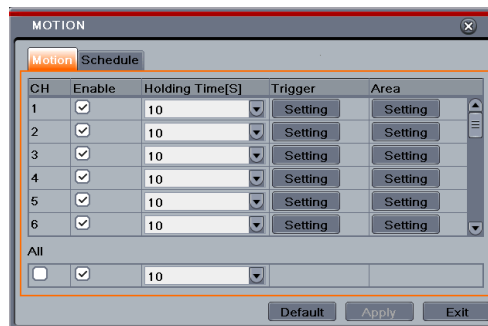 MOTION
Motion Schedule
CH Enable Holding Time[S] Trigger Area
1 10 Setting Setting
2 10 Setting Setting
3 10 Setting Setting
4 10 Setting Setting
5 10 Setting Setting
6 10 Setting Setting
All
10
Default Apply Exit